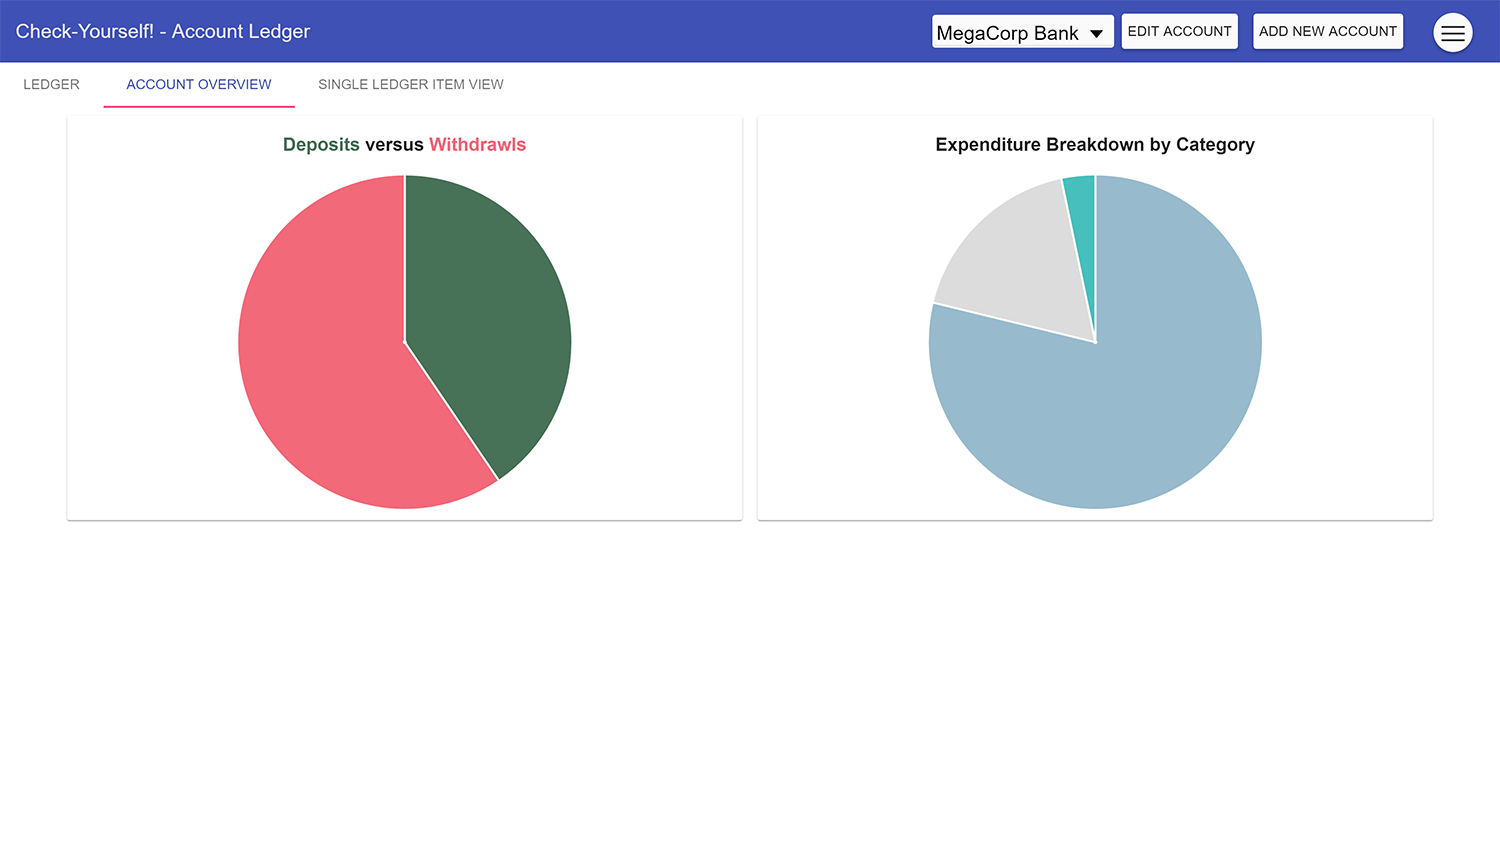 Check-Yourself! - Account Ledger
MegaCorp Bank
EDIT ACCOUNT
ADD NEW ACCOUNT
LEDGER
ACCOUNT OVERVIEW
SINGLE LEDGER ITEM VIEW
Deposits versus Withdrawls
Expenditure Breakdown by Category